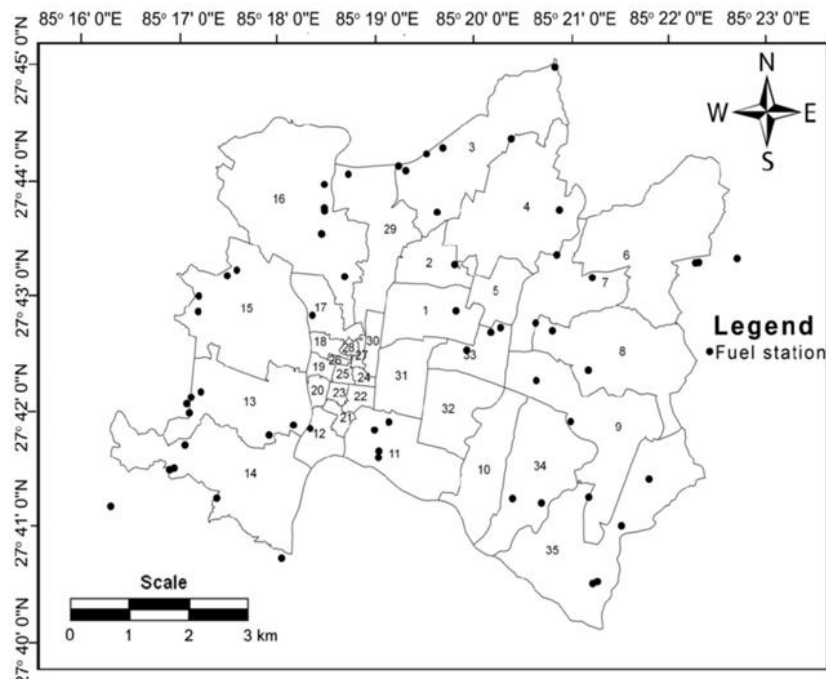 85° 16' 0"E 85° 17' 0"E 85° 18' 0"E 85° 19' 0"E 85° 20' 0"E 85° 21' 0"E 85° 22' 0"E 85° 23' 0"E
27° 45' 0"N
27° 44' 0"N
27° 43' 0"N
27° 42' 0"N
27° 41' 0"N
27° 40' 0"N
N
W E
S
3
16
4
29
6
2
7
5
15
17
1
30
18
28
27
33
8
26
19
31
25
24
13
20
23
22
32
9
21
12
11
10
34
14
35
Legend
Fuel station
Scale
0 1 2 3 km